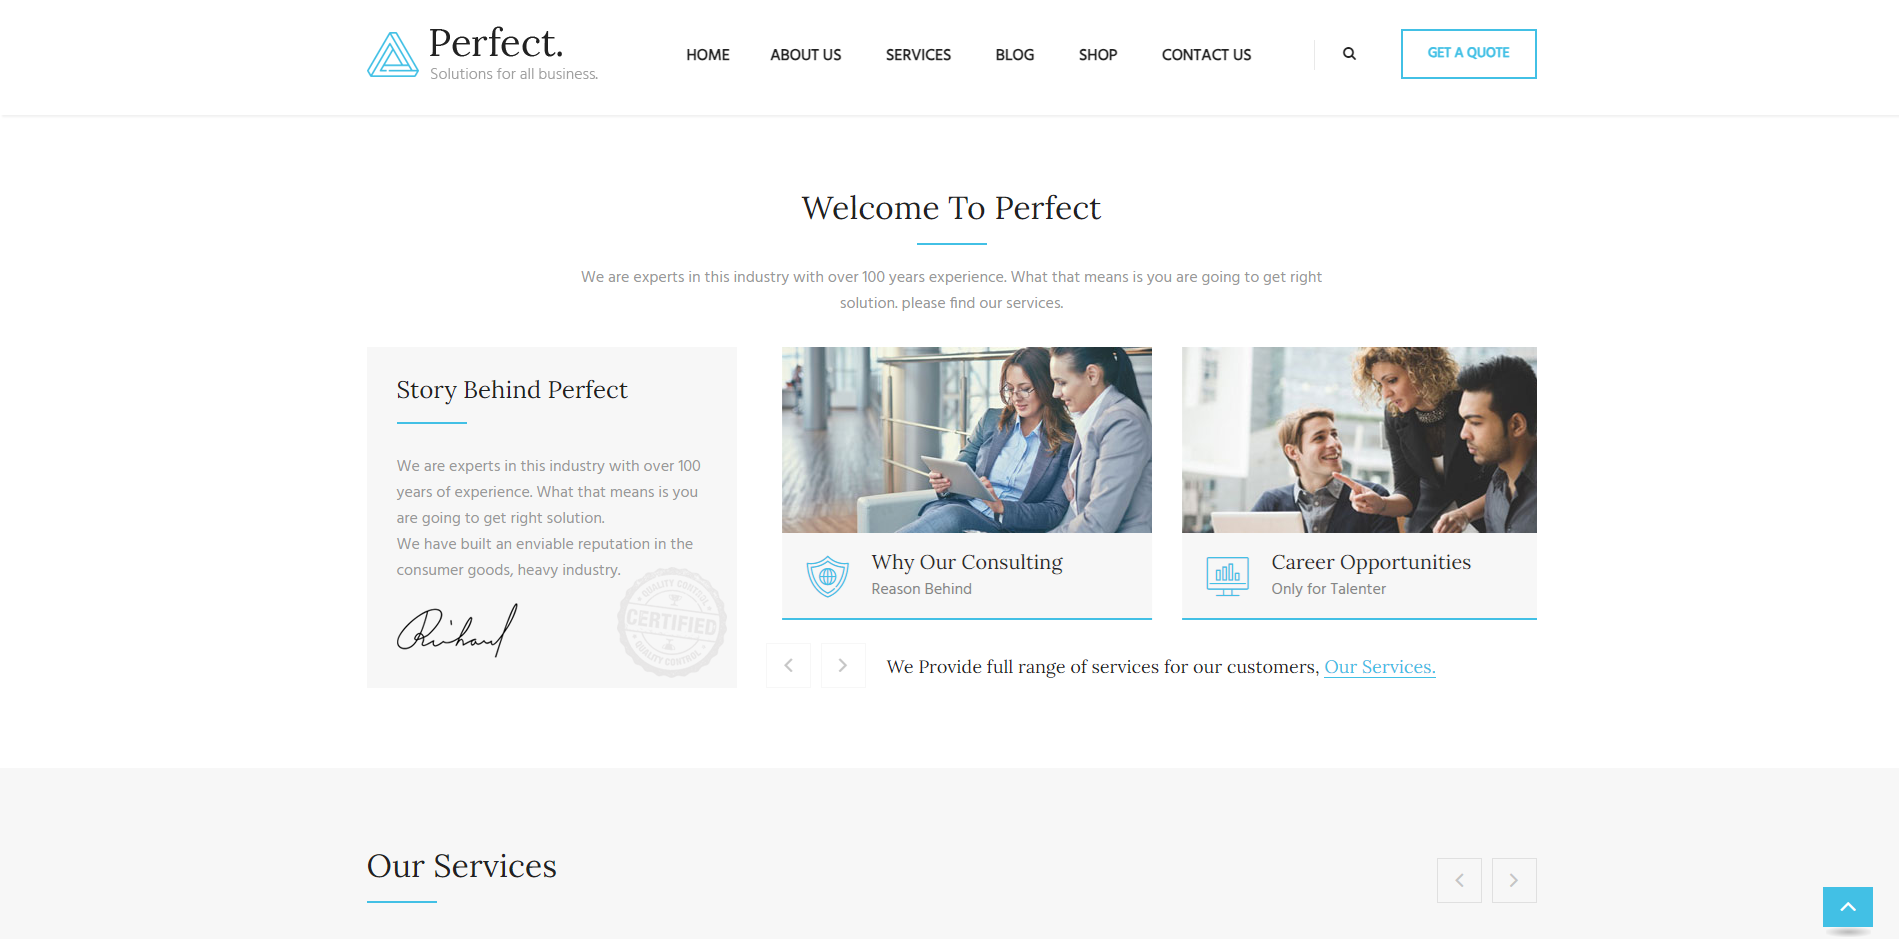 Perfect.
Solutions for all business.
HOME
ABOUT US
SERVICES
BLOG
SHOP
CONTACT US
GET A QUOTE
Welcome To Perfect
We are experts in this industry with over 100 years experience. What that means is you are going to get right
solution. please find our services.
Story Behind Perfect
We are experts in this industry with over 100
years of experience. What that means is you
are going to get right solution.
We have built an enviable reputation in the
consumer goods, heavy industry.
Richard
QUALITY CONTROL
CERTIFIED
QUALITY CONTROL
Why Our Consulting
Reason Behind
Career Opportunities
Only for Talenter
We Provide full range of services for our customers, Our Services.
Our Services